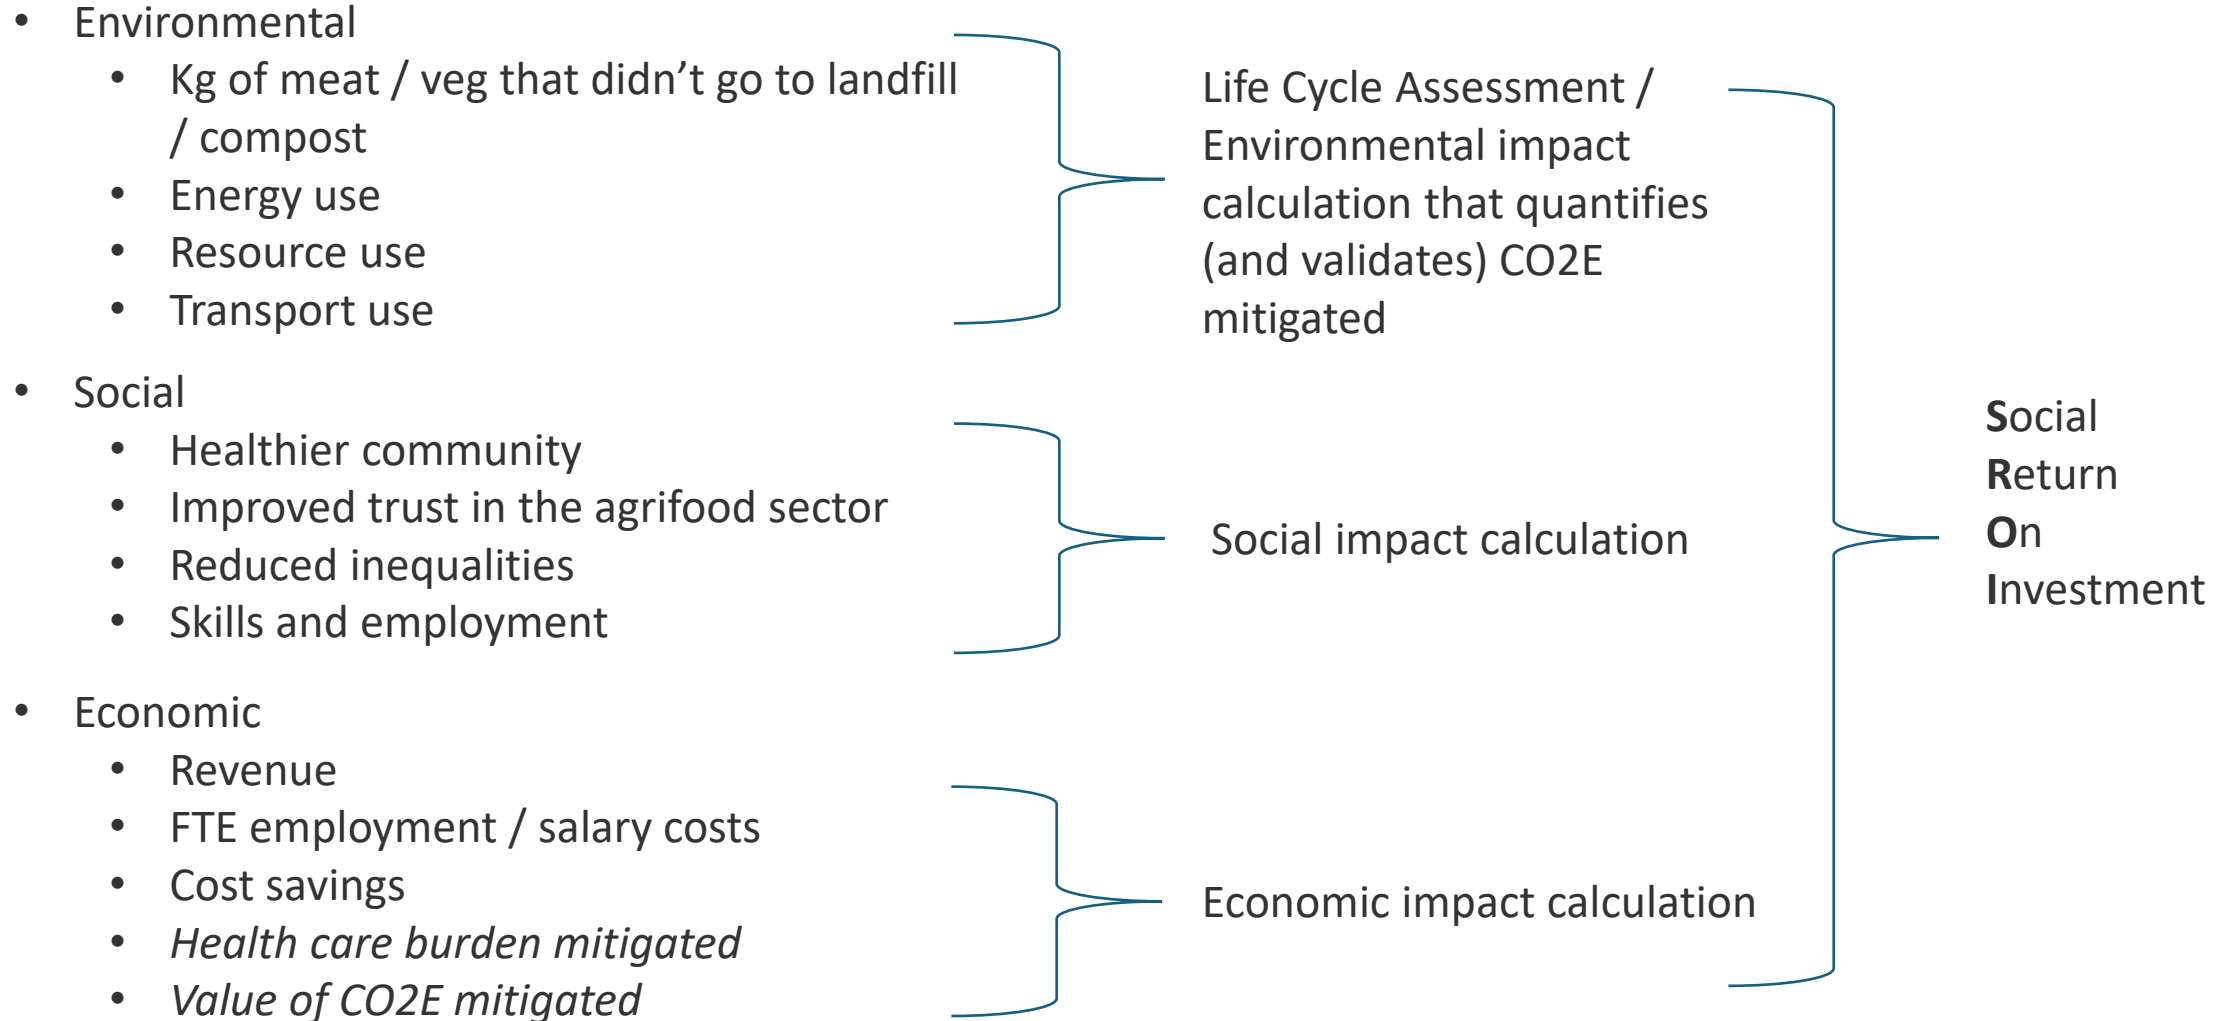 • Environmental
• Kg of meat / veg that didn’t go to landfill
/ compost
• Energy use
• Resource use
• Transport use
Life Cycle Assessment /
Environmental impact
calculation that quantifies
(and validates) CO2E
mitigated
• Social
• Healthier community
• Improved trust in the agrifood sector
• Reduced inequalities
• Skills and employment
Social impact calculation
• Economic
• Revenue
• FTE employment / salary costs
• Cost savings
• Health care burden mitigated
• Value of CO2E mitigated
Economic impact calculation
Social
Return
On
Investment